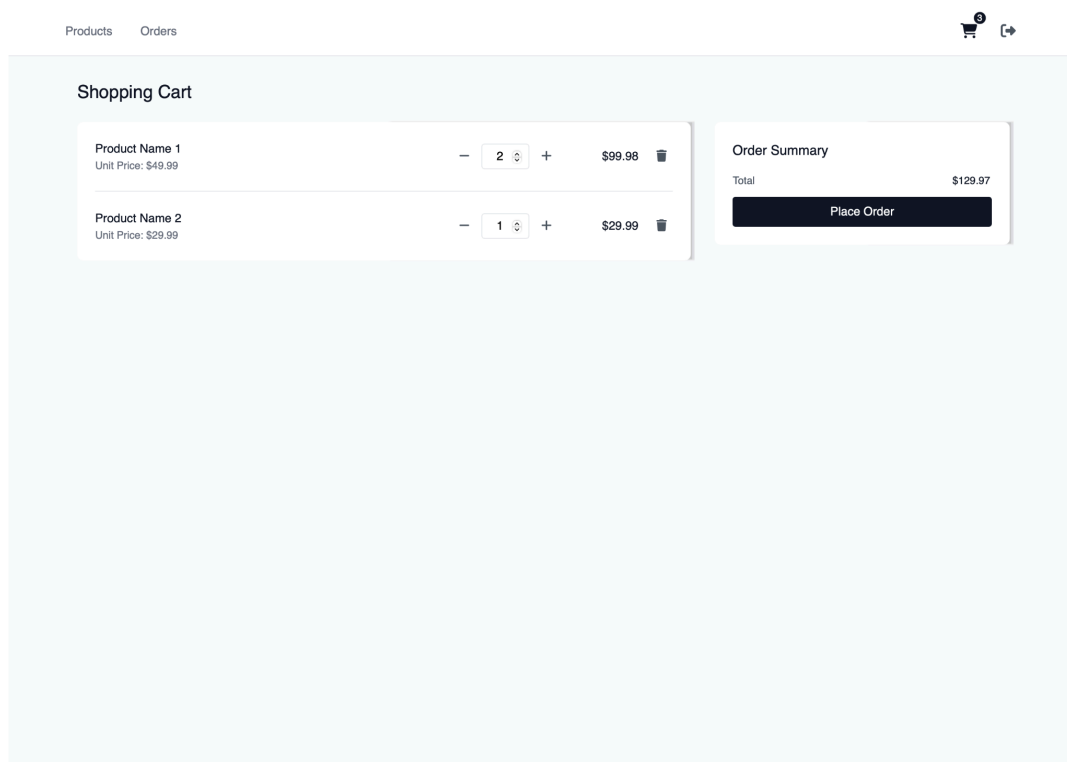 Products Orders 3
Shopping Cart
Product Name 1
Unit Price: $49.99
2 $99.98
Product Name 2
Unit Price: $29.99
1 $29.99
Order Summary
Total $129.97
Place Order